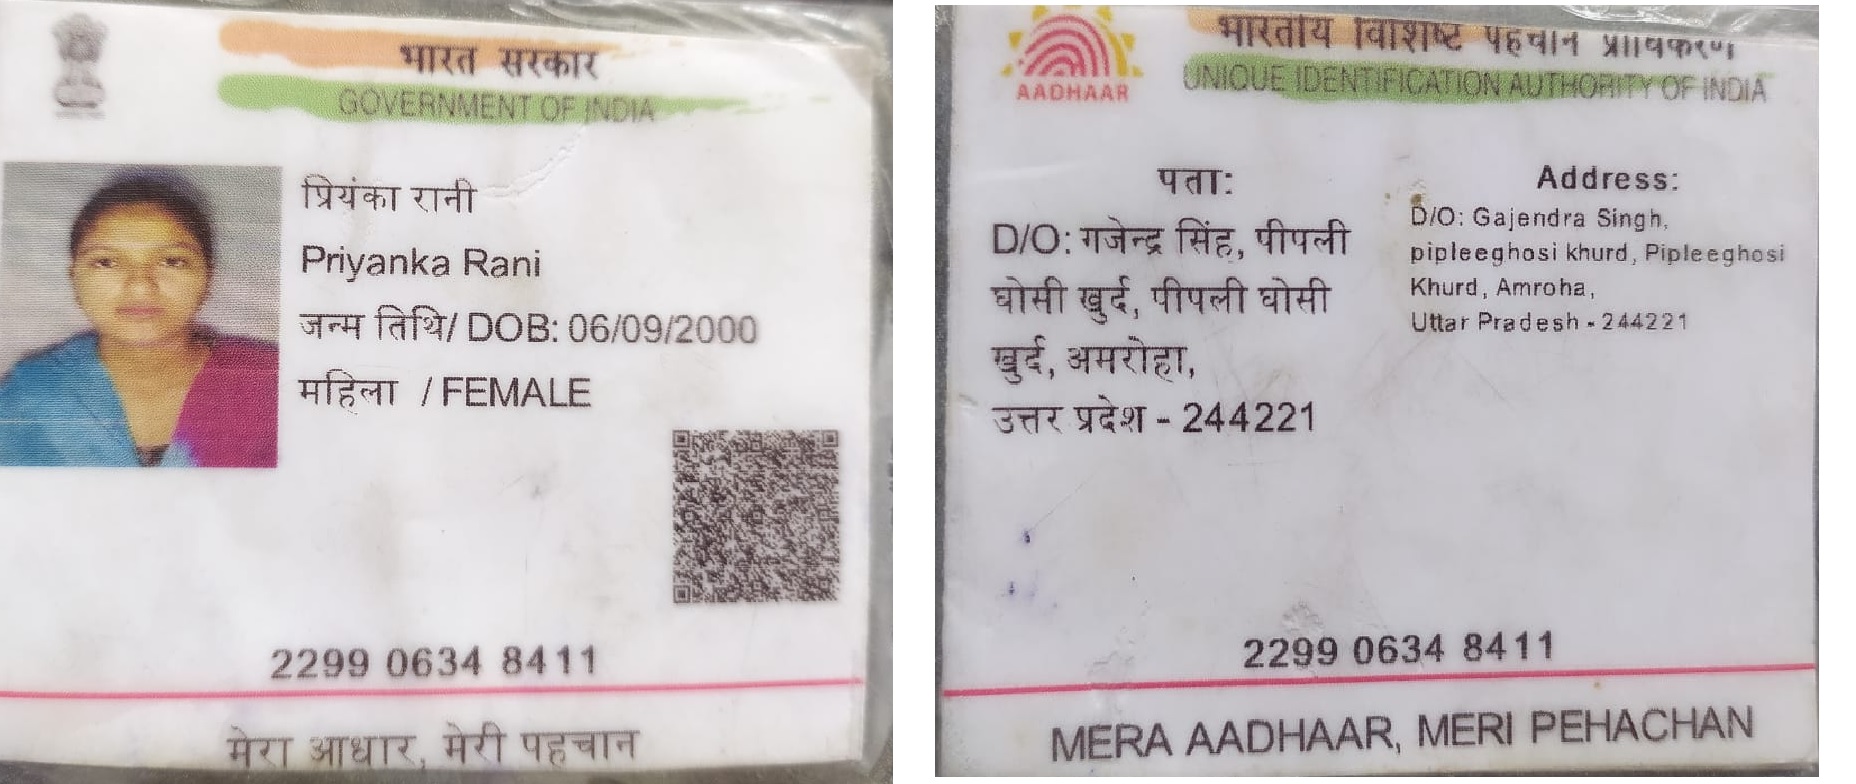 भारत सरकार
GOVERNMENT OF INDIA
प्रियंका रानी
Priyanka Rani
जन्म तिथि/ DOB: 06/09/2000
महिला / FEMALE
2299 0634 8411
मेरा आधार, मेरी पहचान
भारतीय विशिष्ट पहचान प्राधिकरण
UNIQUE IDENTIFICATION AUTHORITY OF INDIA
AADHAAR
पता:
D/O: गजेन्द्र सिंह, पीपली
घोसी खुर्द, पीपली घोसी
खुर्द, अमरोहा,
उत्तर प्रदेश - 244221
Address:
D/O: Gajendra Singh,
pipleeghosi khurd, Pipleeghosi
Khurd, Amroha,
Uttar Pradesh - 244221
2299 0634 8411
MERA AADHAAR, MERI PEHACHAN